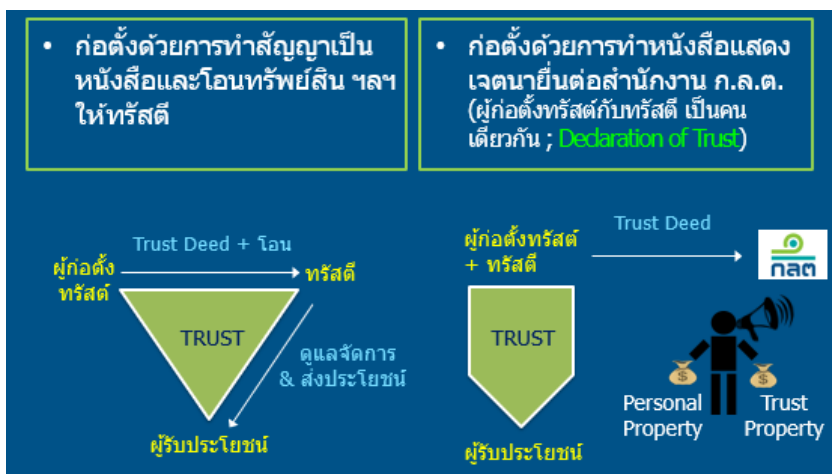 • ก่อตั้งด้วยการทำสัญญาเป็น
หนังสือและโอนทรัพย์สิน ฯลฯ
ให้ทรัสตี
• ก่อตั้งด้วยการทำหนังสือแสดง
เจตนายื่นต่อสำนักงาน ก.ล.ต.
(ผู้ก่อตั้งทรัสต์กับทรัสตี เป็นคน
เดียวกัน ; Declaration of Trust)
Trust Deed + โอน
ผู้ก่อตั้ง
ทรัสต์
ทรัสตี
TRUST
ดูแลจัดการ
& ส่งประโยชน์
ผู้รับประโยชน์
ผู้ก่อตั้งทรัสต์
+ ทรัสตี
Trust Deed
กลต
TRUST
ผู้รับประโยชน์
$
$
Personal
Property
Trust
Property